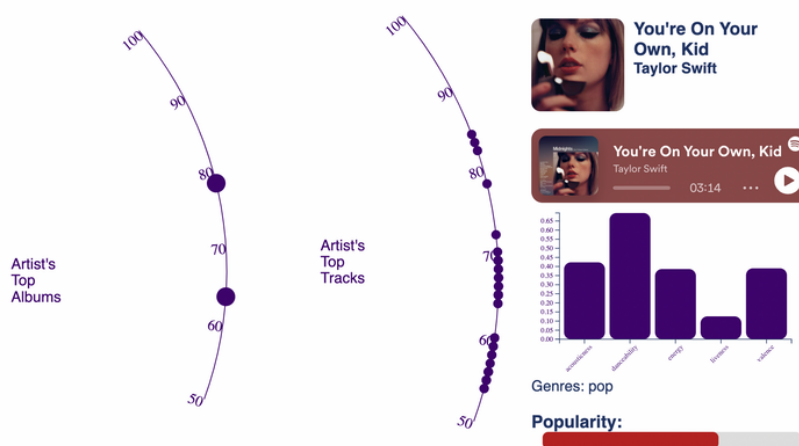 100
90
80
70
60
50
Artist's
Top
Albums
100
90
80
70
60
50
Artist's
Top
Tracks
You're On Your
Own, Kid
Taylor Swift
You're On Your Own, Kid
Taylor Swift
03:14
0.65
0.60
0.55
0.50
0.45
0.40
0.35
0.30
0.25
0.20
0.15
0.10
0.05
0.00
acousticness
danceability
energy
liveness
valence
Genres: pop
Popularity: